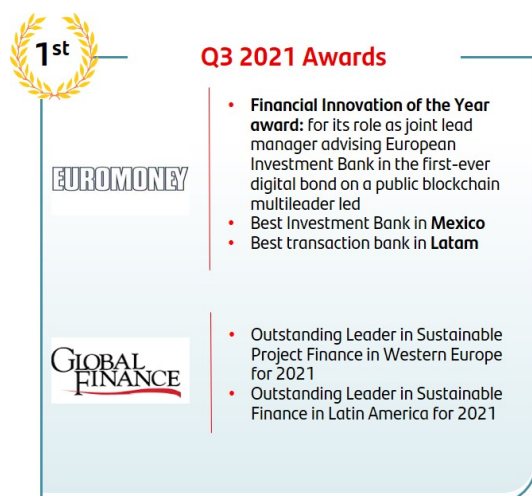 1st
Q3 2021 Awards
EUROMONEY
• Financial Innovation of the Year
award: for its role as joint lead
manager advising European
Investment Bank in the first-ever
digital bond on a public blockchain
multileader led
• Best Investment Bank in Mexico
• Best transaction bank in Latam
GLOBAL
FINANCE
• Outstanding Leader in Sustainable
Project Finance in Western Europe
for 2021
• Outstanding Leader in Sustainable
Finance in Latin America for 2021